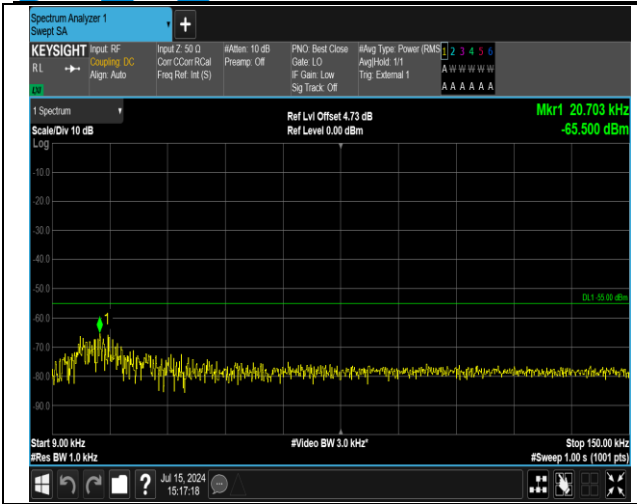 Spectrum Analyzer 1
Swept SA
+
KEYSIGHT
RL
LXI
Input: RF
Coupling: DC
Align: Auto
Input Z: 50 Ω
Corr CCorr RCal
Freq Ref: Int (S)
#Atten: 10 dB
Preamp: Off
PNO: Best Close
Gate: LO
IF Gain: Low
Sig Track: Off
#Avg Type: Power (RMS
Avg|Hold: 1/1
Trig: External 1
1 2 3 4 5 6
A W W W W W
A A A A A A
1 Spectrum
Scale/Div 10 dB
Log
Ref Lvl Offset 4.73 dB
Ref Level 0.00 dBm
Mkr1 20.703 kHz
-65.500 dBm
-10.0
-20.0
-30.0
-40.0
-50.0
DL1 -55.00 dBm
-60.0
1
-70.0
-80.0
-90.0
Start 9.00 kHz
#Res BW 1.0 kHz
#Video BW 3.0 kHz*
Stop 150.00 kHz
#Sweep 1.00 s (1001 pts)
?
Jul 15, 2024
15:17:18